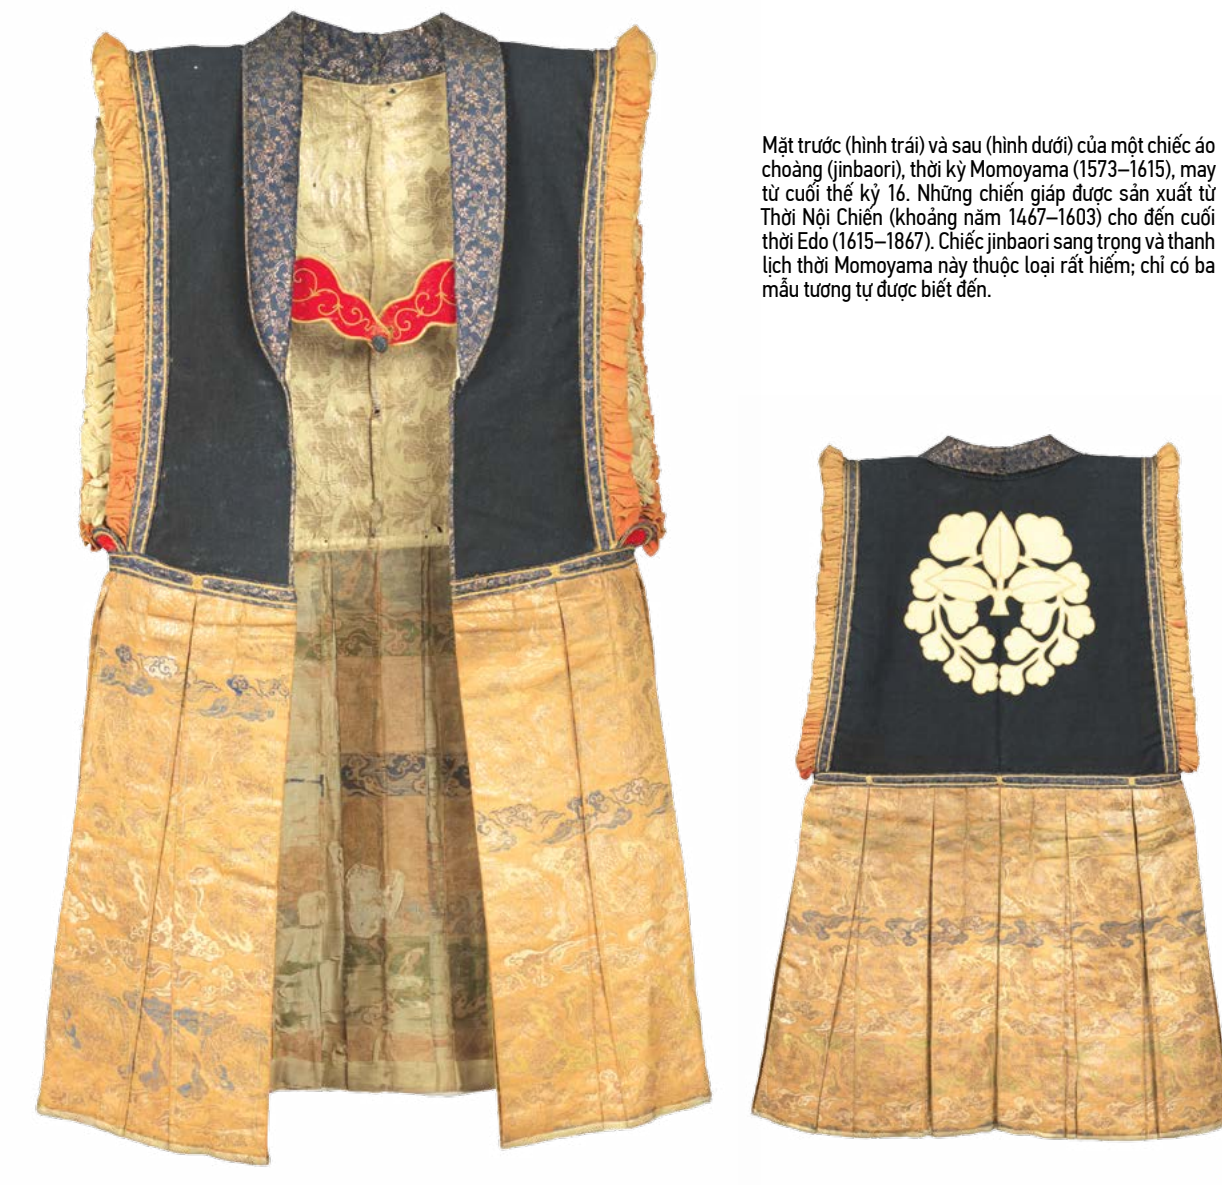 Mặt trước (hình trái) và sau (hình dưới) của một chiếc áo
choàng (jinbaori), thời kỳ Momoyama (1573–1615), may
từ cuối thế kỷ 16. Những chiến giáp được sản xuất từ
Thời Nội Chiến (khoảng năm 1467–1603) cho đến cuối
thời Edo (1615–1867). Chiếc jinbaori sang trọng và thanh
lịch thời Momoyama này thuộc loại rất hiếm; chỉ có ba
mẫu tương tự được biết đến.